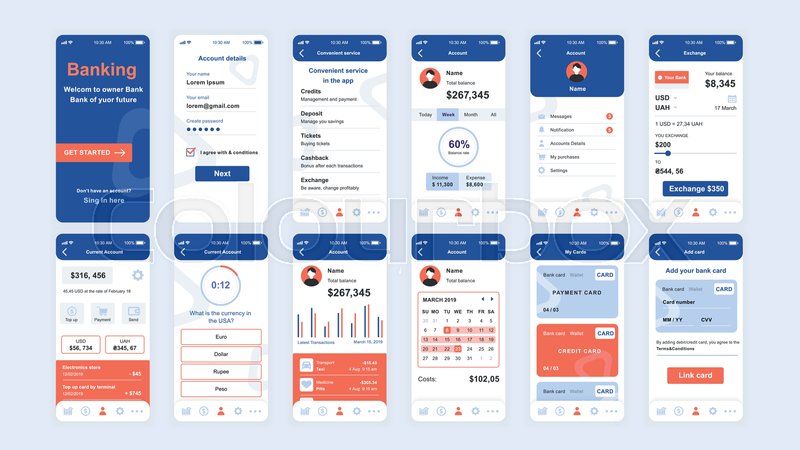 10:30 AM 100%
Banking
Welcom to owner Bank
Bank of yuor future
GET STARTED
Don't have an account?
Sing in here
10:30 AM 100%
Account details
Your name
Lorem Ipsum
Your email
lorem@gmail.com
Create password
I agree with & conditions
Next
10:30 AM 100%
Convenient service
Convenient service
in the app
Credits
Management and payment
Deposit
Manage you savings
Tickets
Buying tickets
Cashback
Bonus after each transactions
Exchange
Be aware, change profitably
10:30 AM 100%
Account
Name
Total balance
$267,345
Today Week Month All
60%
Balance step
Income Expense
$ 11,300 $8,600
10:30 AM 100%
Account
Name
Messages
Notification
Accounts Details
My purchases
Settings
10:30 AM 100%
Exchange
Your Bank Your balance
$8,345
USD
UAH 17 March
1 USD = 27,34 UAH
YOU EXCHANGE
$200
TO
₴544, 56
Exchange $350
10:30 AM 100%
Current Account
$316, 456
45,45 USD at the rate of February 18
Top up Payment Send
USD UAH
$56, 734 ₴345, 67
Electronics store
12/02/2019 - $45
Top up card by terminal
12/02/2019 + $745
10:30 AM 100%
Current Account
0:12
What is the currency in
the USA?
Euro
Dollar
Rupee
Peso
10:30 AM 100%
Account
Name
Total balance
$267,345
Latest Transactions March 15, 2019
Transport -$15.45
Taxi 4 Aug 9:15 am
Medicine -$365.34
Pills 4 Aug 9:15 am
10:30 AM 100%
Account
Name
Total balance
MARCH 2019
SU MO TU WE TH FR SA
30 31 1 2 3 4 5
6 7 8 9 10 11
12 13 14 15 16 17 18
19 20 21 22 23 24 25
26 27 28 29 30 31
Costs: $102,05
10:30 AM 100%
My Cards
Bank card Wallet CARD
PAYMENT CARD
04 / 03
Bank card Wallet CARD
CREDIT CARD
04 / 03
Bank card Wallet CARD
10:30 AM 100%
Add card
Add your bank card
Bank card Wallet CARD
Card number
MM / YY CVV
By adding debit/credit card, you agree to the
Terms&Conditions
Link card
Colourbox